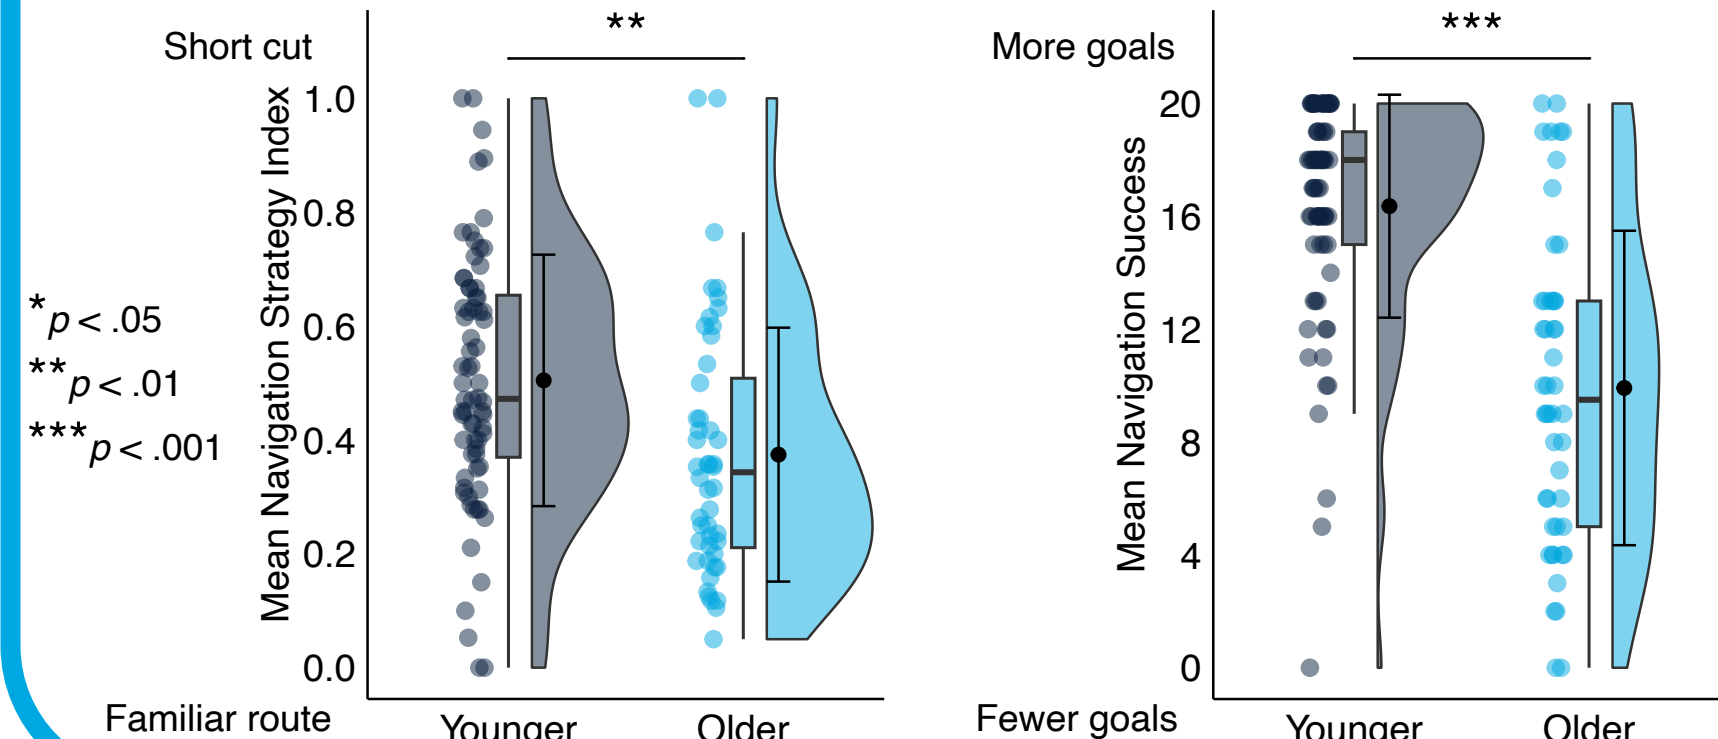 *p < .05
**p < .01
***p < .001
Short cut
**
Mean Navigation Strategy Index
1.0
0.8
0.6
0.4
0.2
0.0
Familiar route
Younger
Older
More goals
***
Mean Navigation Success
20
16
12
8
4
0
Fewer goals
Younger
Older